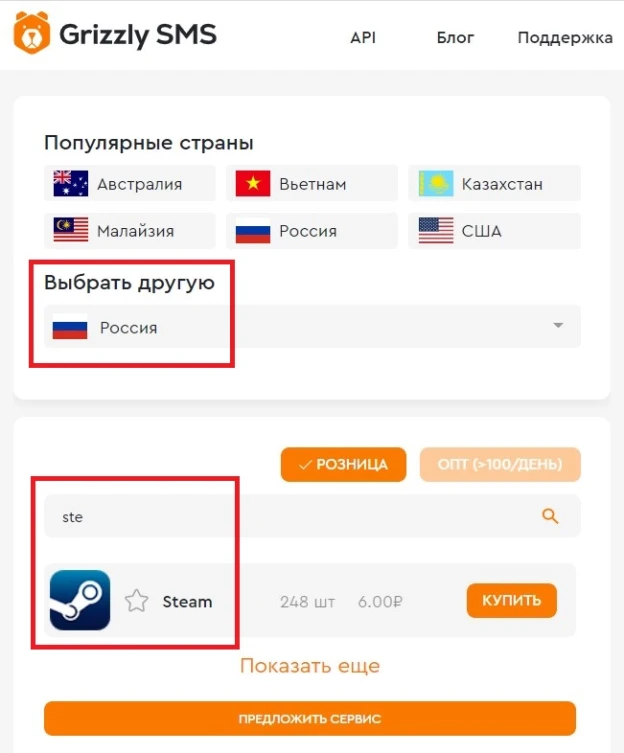 Grizzly SMS API Блог Поддержка
Популярные страны
Австралия Вьетнам Казахстан
Малайзия Россия США
Выбрать другую
Россия
РОЗНИЦА ОПТ (>100/ДЕНЬ)
ste
Steam 248 шт 6.00₽ КУПИТЬ
Показать еще
ПРЕДЛОЖИТЬ СЕРВИС